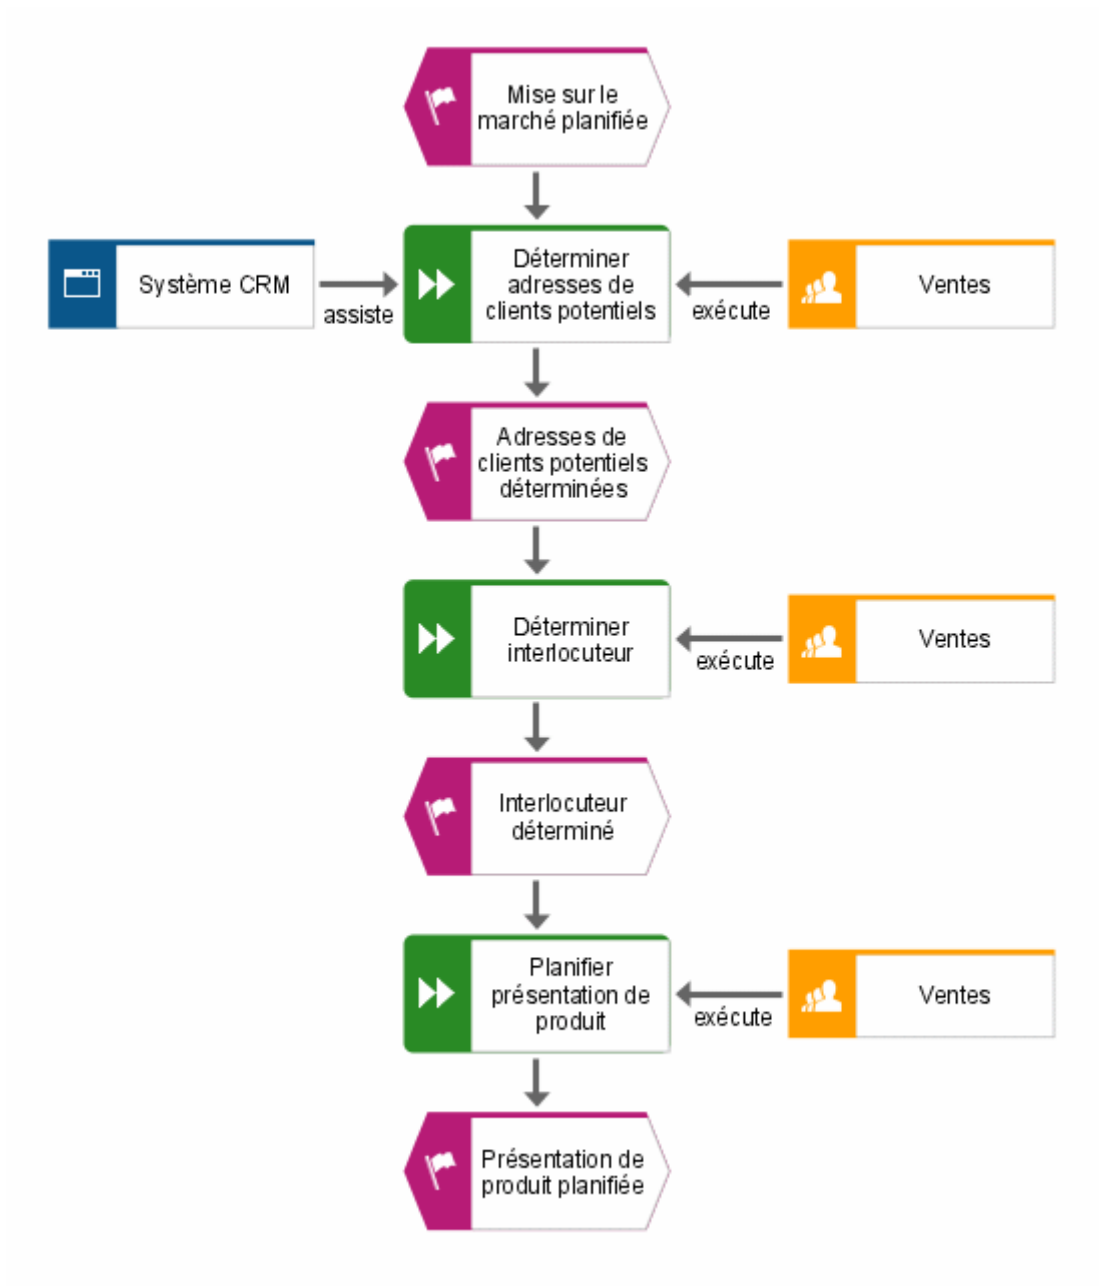 Mise sur le
marché planifiée
Système CRM
assiste
Déterminer
adresses de
clients potentiels
exécute
Ventes
Adresses de
clients potentiels
déterminées
Déterminer
interlocuteur
exécute
Ventes
Interlocuteur
déterminé
Planifier
présentation de
produit
exécute
Ventes
Présentation de
produit planifiée